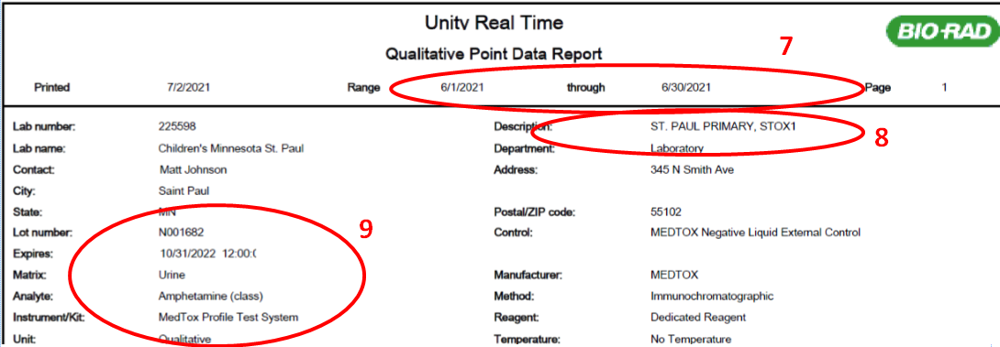 Unity Real Time
BIO-RAD
Qualitative Point Data Report
7
Printed 7/2/2021 Range 6/1/2021 through 6/30/2021 Page 1
Lab number: 225598 Description: ST. PAUL PRIMARY, STOX1
8
Lab name: Children's Minnesota St. Paul Department: Laboratory
Contact: Matt Johnson Address: 345 N Smith Ave
City: Saint Paul
State: MN Postal/ZIP code: 55102
9
Lot number: N001682 Control: MEDTOX Negative Liquid External Control
Expires: 10/31/2022 12:00:(
Matrix: Urine Manufacturer: MEDTOX
Analyte: Amphetamine (class) Method: Immunochromatographic
Instrument/Kit: MedTox Profile Test System Reagent: Dedicated Reagent
Unit: Qualitative Temperature: No Temperature